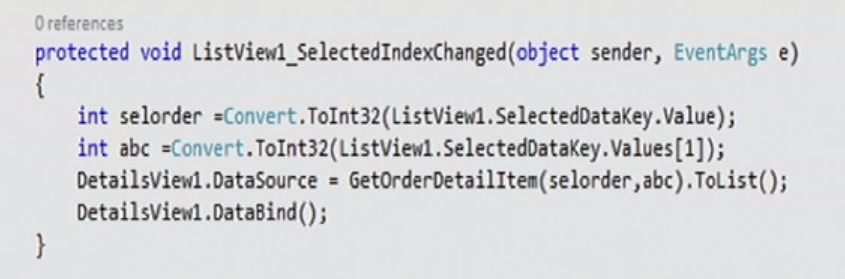 0 references
protected void ListView1_SelectedIndexChanged(object sender, EventArgs e)
{
    int selorder =Convert.ToInt32(ListView1.SelectedDataKey.Value);
    int abc =Convert.ToInt32(ListView1.SelectedDataKey.Values[1]);
    DetailsView1.DataSource = GetOrderDetailItem(selorder,abc).ToList();
    DetailsView1.DataBind();
}